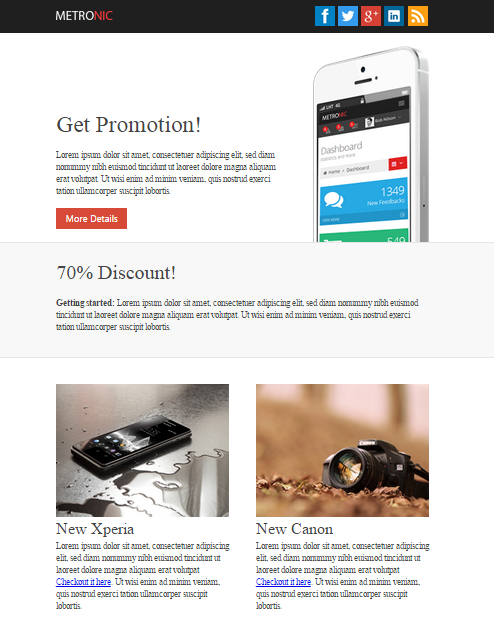 METRONIC
Get Promotion!
Lorem ipsum dolor sit amet, consectetuer adipiscing elit, sed diam
nonummy nibh euismod tincidunt ut laoreet dolore magna aliquam
erat volutpat. Ut wisi enim ad minim veniam, quis nostrud exerci
tation ullamcorper suscipit lobortis.
More Details
LIRT 4G
METRONIC
Bob Nilson
Dashboard
statistics and more
Home > Dashboard
1349
New Feedbacks
VIEW MORE
549
70% Discount!
Getting started: Lorem ipsum dolor sit amet, consectetuer adipiscing elit, sed diam nonummy nibh euismod
tincidunt ut laoreet dolore magna aliquam erat volutpat. Ut wisi enim ad minim veniam, quis nostrud exerci
tation ullamcorper suscipit lobortis.
New Xperia
Lorem ipsum dolor sit amet, consectetuer adipiscing
elit, sed diam nonummy nibh euismod tincidunt ut
laoreet dolore magna aliquam erat volutpat
Checkout it here. Ut wisi enim ad minim veniam,
quis nostrud exerci tation ullamcorper suscipit
lobortis.
Canon
New Canon
Lorem ipsum dolor sit amet, consectetuer adipiscing
elit, sed diam nonummy nibh euismod tincidunt ut
laoreet dolore magna aliquam erat volutpat
Checkout it here. Ut wisi enim ad minim veniam,
quis nostrud exerci tation ullamcorper suscipit
lobortis.